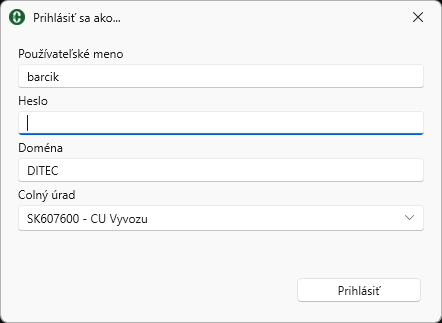 Prihlásiť sa ako...
Používateľské meno
barcik
Heslo
Doména
DITEC
Colný úrad
SK607600 - CU Vyvozu
Prihlásiť